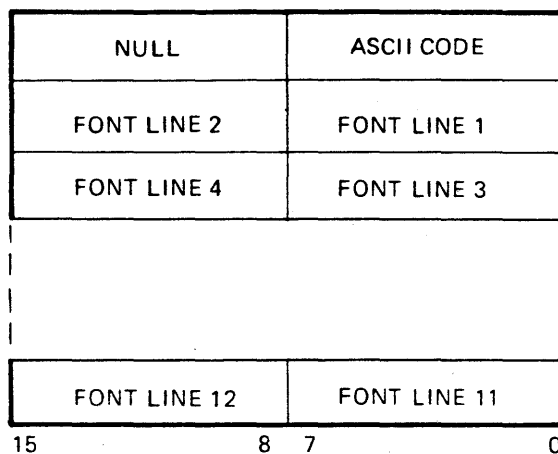 NULL ASCII CODE
FONT LINE 2 FONT LINE 1
FONT LINE 4 FONT LINE 3
FONT LINE 12 FONT LINE 11
15 8 7 0